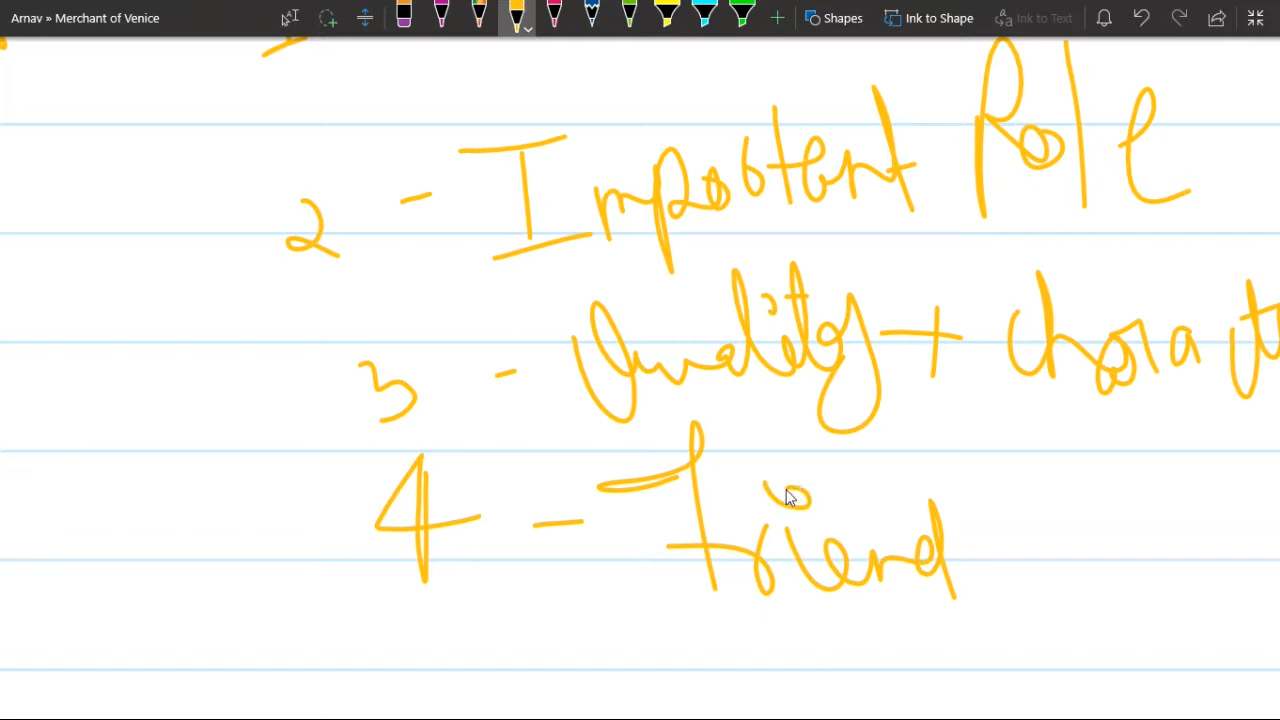 Arnav » Merchant of Venice
Shapes
Ink to Shape
Ink to Text
2 - Important Role
3 - Quality + charact
4 - Friend